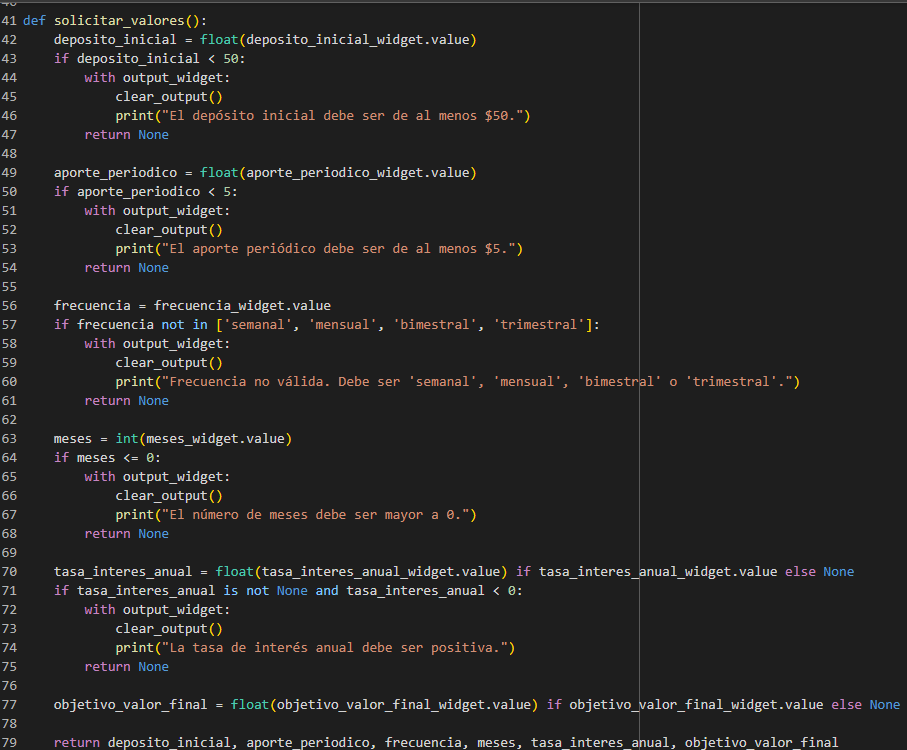 41 def solicitar_valores():
42     deposito_inicial = float(deposito_inicial_widget.value)
43     if deposito_inicial < 50:
44         with output_widget:
45             clear_output()
46             print("El depósito inicial debe ser de al menos $50.")
47         return None
48
49     aporte_periodico = float(aporte_periodico_widget.value)
50     if aporte_periodico < 5:
51         with output_widget:
52             clear_output()
53             print("El aporte periódico debe ser de al menos $5.")
54         return None
55
56     frecuencia = frecuencia_widget.value
57     if frecuencia not in ['semanal', 'mensual', 'bimestral', 'trimestral']:
58         with output_widget:
59             clear_output()
60             print("Frecuencia no válida. Debe ser 'semanal', 'mensual', 'bimestral' o 'trimestral'.")
61         return None
62
63     meses = int(meses_widget.value)
64     if meses <= 0:
65         with output_widget:
66             clear_output()
67             print("El número de meses debe ser mayor a 0.")
68         return None
69
70     tasa_interes_anual = float(tasa_interes_anual_widget.value) if tasa_interes_anual_widget.value else None
71     if tasa_interes_anual is not None and tasa_interes_anual < 0:
72         with output_widget:
73             clear_output()
74             print("La tasa de interés anual debe ser positiva.")
75         return None
76
77     objetivo_valor_final = float(objetivo_valor_final_widget.value) if objetivo_valor_final_widget.value else None
78
79     return deposito_inicial, aporte_periodico, frecuencia, meses, tasa_interes_anual, objetivo_valor_final